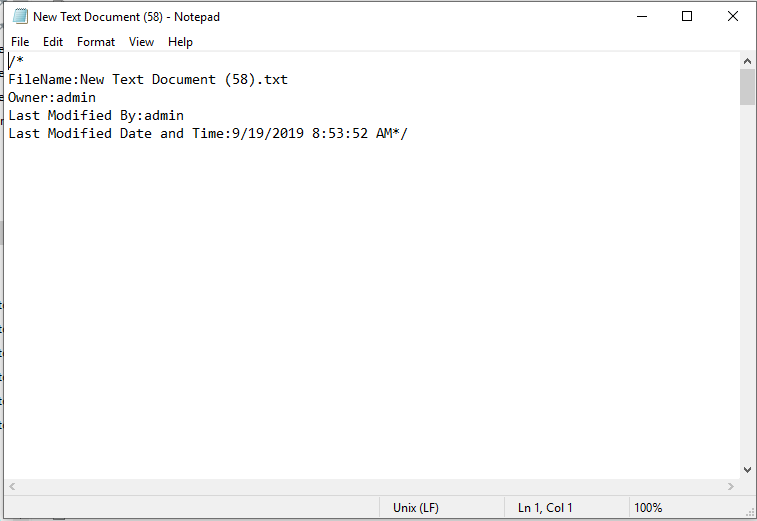 New Text Document (58) - Notepad
File Edit Format View Help
/*
FileName:New Text Document (58).txt
Owner:admin
Last Modified By:admin
Last Modified Date and Time:9/19/2019 8:53:52 AM*/
Unix (LF) Ln 1, Col 1 100%